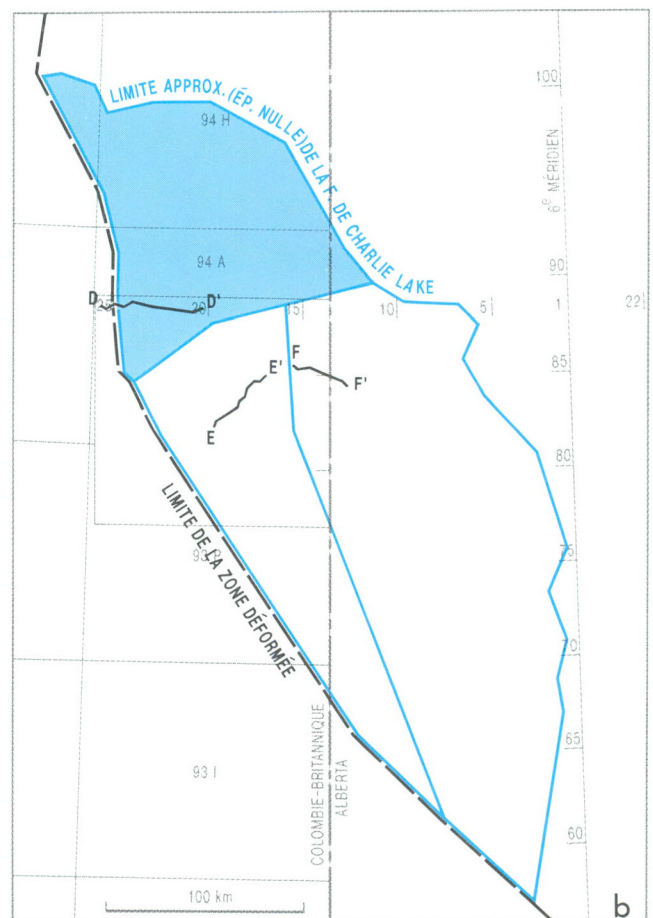 LIMITE APPROX. (ÉP. NULLE) DE LA F. DE CHARLIE LAKE
100
94 H
6e MÉRIDIEN
94 A
90
D
D'
25
20
15
10
5
1
22
E'
F
F'
85
E
80
LIMITE DE LA ZONE DÉFORMÉE
75
70
COLOMBIE-BRITANNIQUE
ALBERTA
65
93 I
60
100 km
b